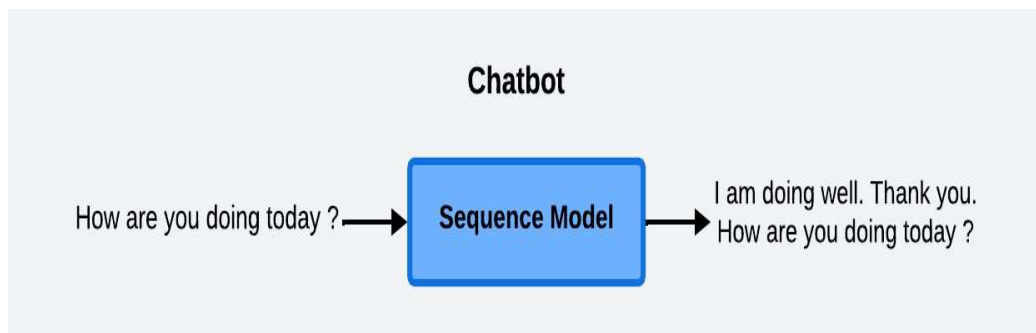 Chatbot
How are you doing today ?
Sequence Model
I am doing well. Thank you.
How are you doing today ?